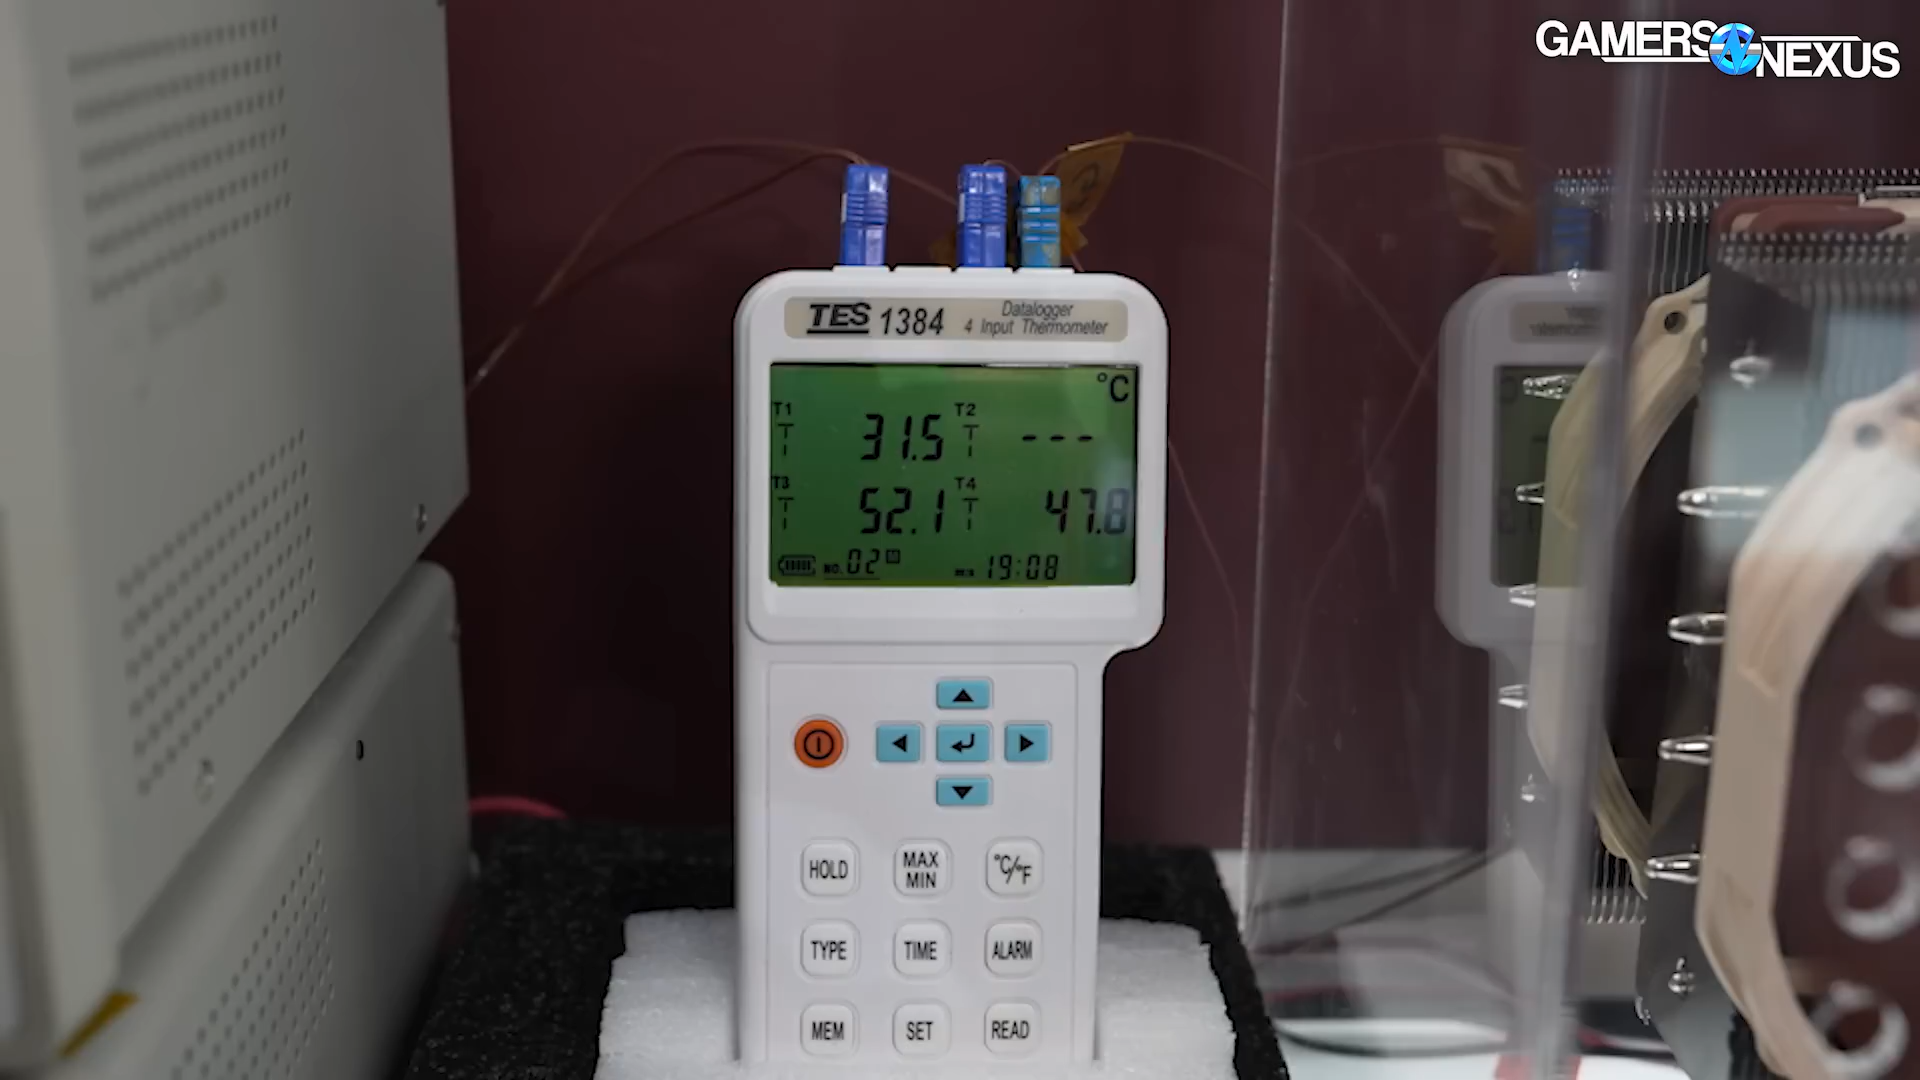 GAMERS NEXUS
TES 1384 Datalogger
4 Input Thermometer
°C
T1 T 31.5 T2 T ---
T3 T 52.1 T4 T 47.8
NO. 02 19:08
HOLD MAX MIN °C/°F
TYPE TIME ALARM
MEM SET READ